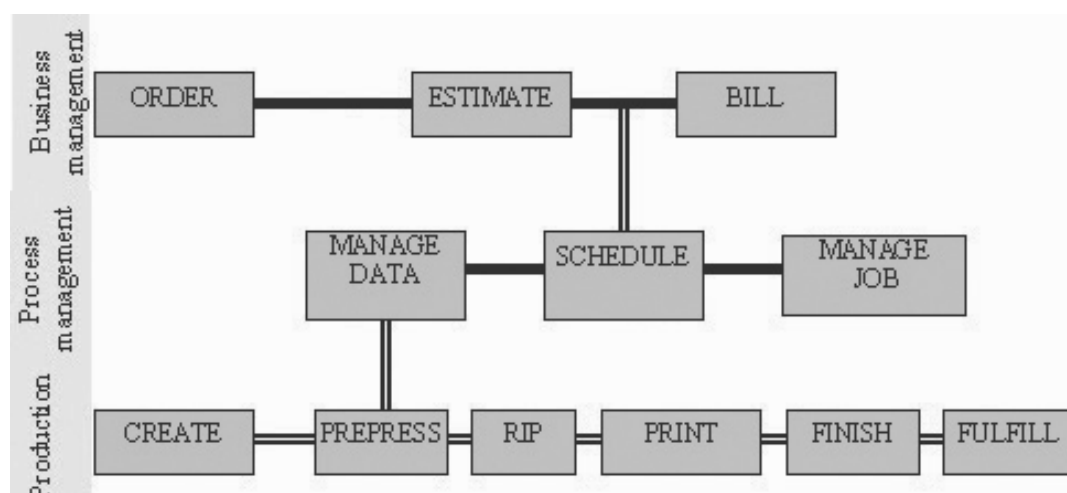 Business
management
ORDER
ESTIMATE
BILL
Process
management
MANAGE
DATA
SCHEDULE
MANAGE
JOB
Production
CREATE
PREPRESS
RIP
PRINT
FINISH
FULFILL